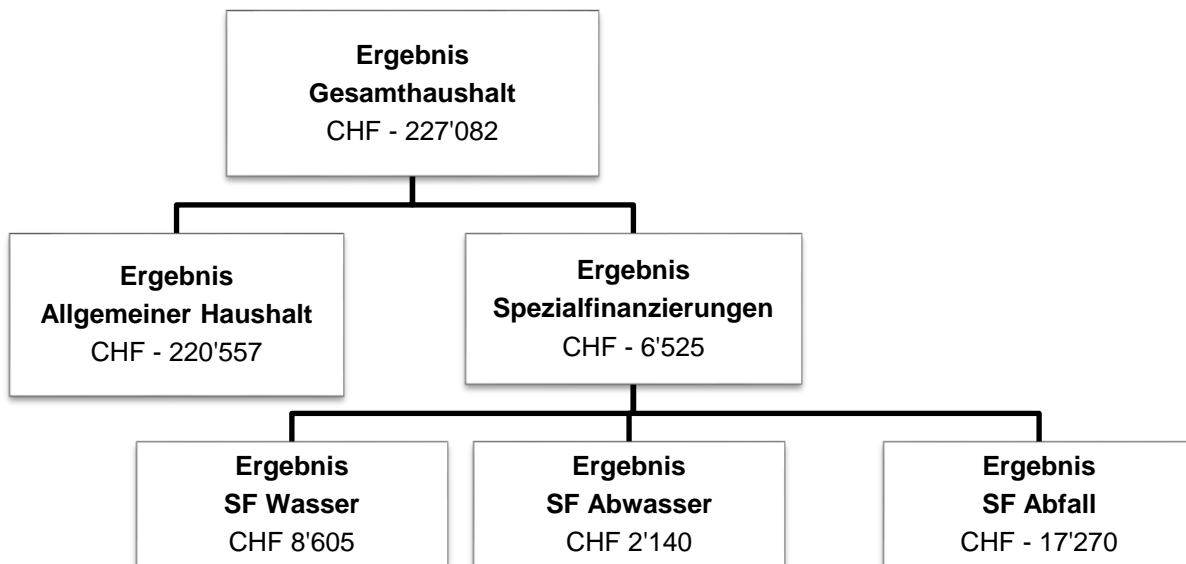 Ergebnis
Gesamthaushalt
CHF - 227'082
Ergebnis
Allgemeiner Haushalt
CHF - 220'557
Ergebnis
Spezialfinanzierungen
CHF - 6'525
Ergebnis
SF Wasser
CHF 8'605
Ergebnis
SF Abwasser
CHF 2'140
Ergebnis
SF Abfall
CHF - 17'270